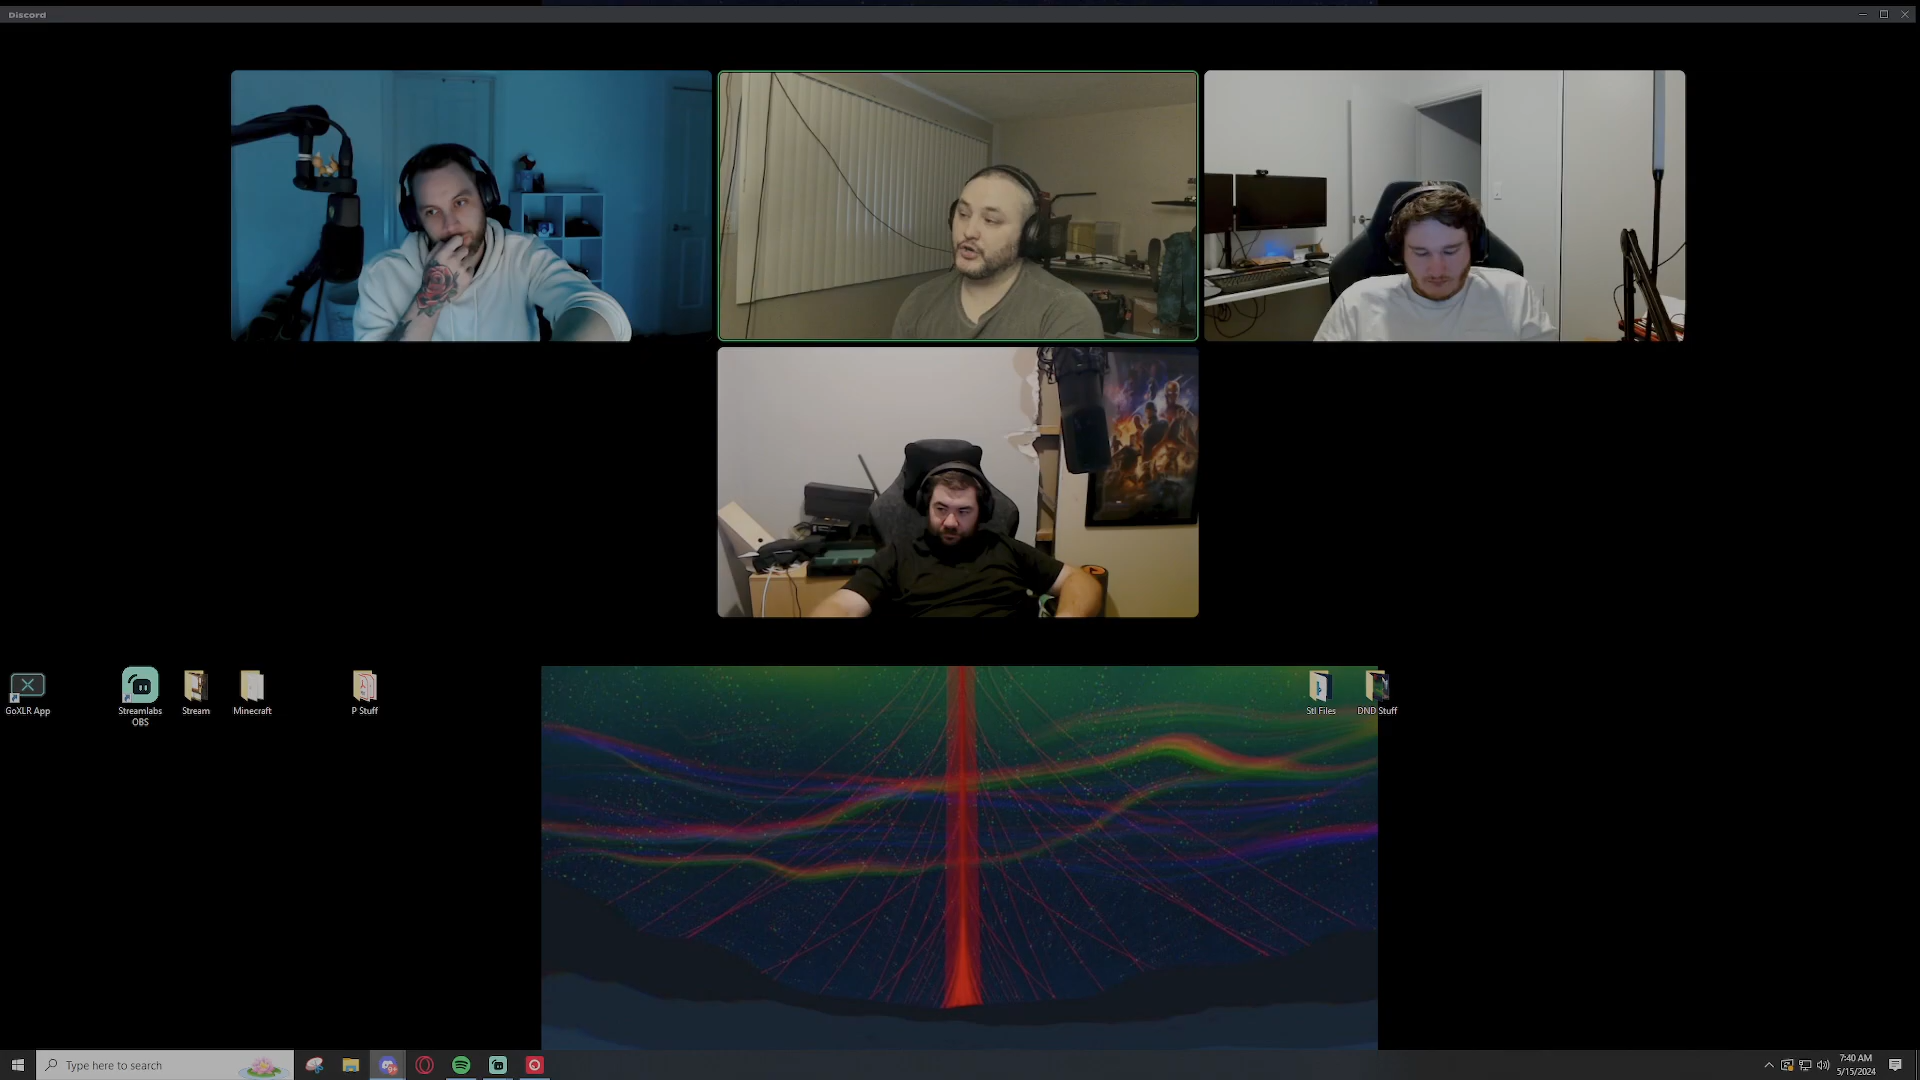 Discord
GoXLR App
Streamlabs
OBS
Stream
Minecraft
P Stuff
Stl Files
DND Stuff
Type here to search
7:40 AM
5/15/2024